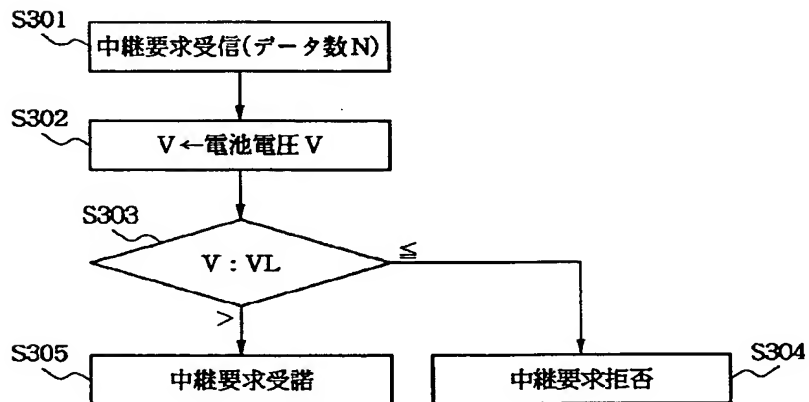 S301
中継要求受信(データ数N)
S302
V←電池電圧V
S303
V:VL
≦
>
S305
中継要求受諾
S304
中継要求拒否